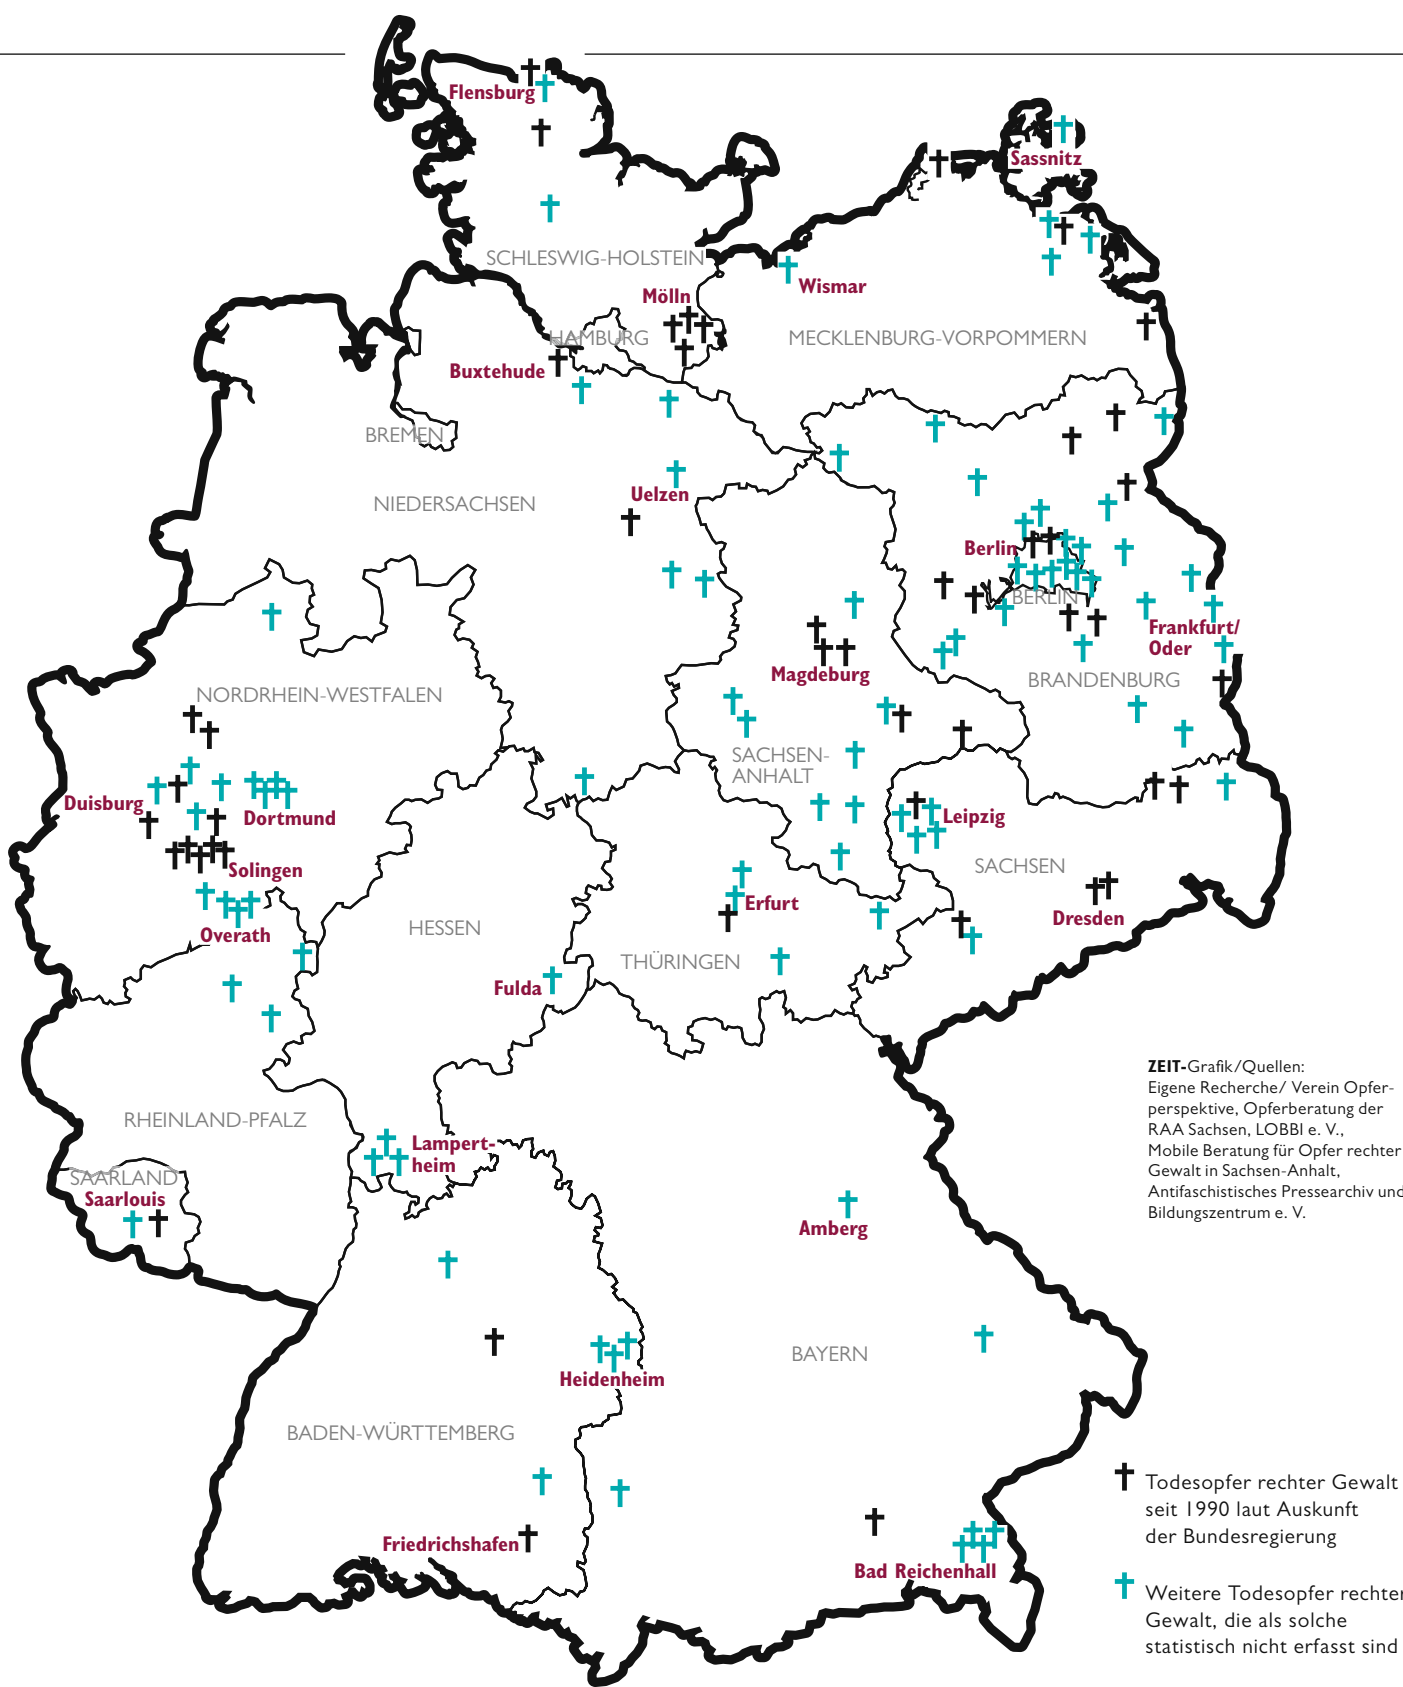 Flensburg
Sassnitz
SCHLESWIG-HOLSTEIN
Wismar
Mölln
HAMBURG
MECKLENBURG-VORPOMMERN
Buxtehude
BREMEN
NIEDERSACHSEN
Uelzen
Berlin
BERLIN
Frankfurt/
Oder
Magdeburg
BRANDENBURG
NORDRHEIN-WESTFALEN
SACHSEN-
ANHALT
Duisburg
Dortmund
Leipzig
Solingen
SACHSEN
Erfurt
Dresden
Overath
HESSEN
THÜRINGEN
Fulda
ZEIT-Grafik/Quellen:
Eigene Recherche/ Verein Opfer-
perspektive, Opferberatung der
RAA Sachsen, LOBBI e. V.,
Mobile Beratung für Opfer rechter
Gewalt in Sachsen-Anhalt,
Antifaschistisches Pressearchiv und
Bildungszentrum e. V.
RHEINLAND-PFALZ
Lampert-
heim
SAARLAND
Saarlouis
Amberg
BAYERN
Heidenheim
BADEN-WÜRTTEMBERG
Friedrichshafen
Bad Reichenhall
Todesopfer rechter Gewalt
seit 1990 laut Auskunft
der Bundesregierung
Weitere Todesopfer rechter
Gewalt, die als solche
statistisch nicht erfasst sind